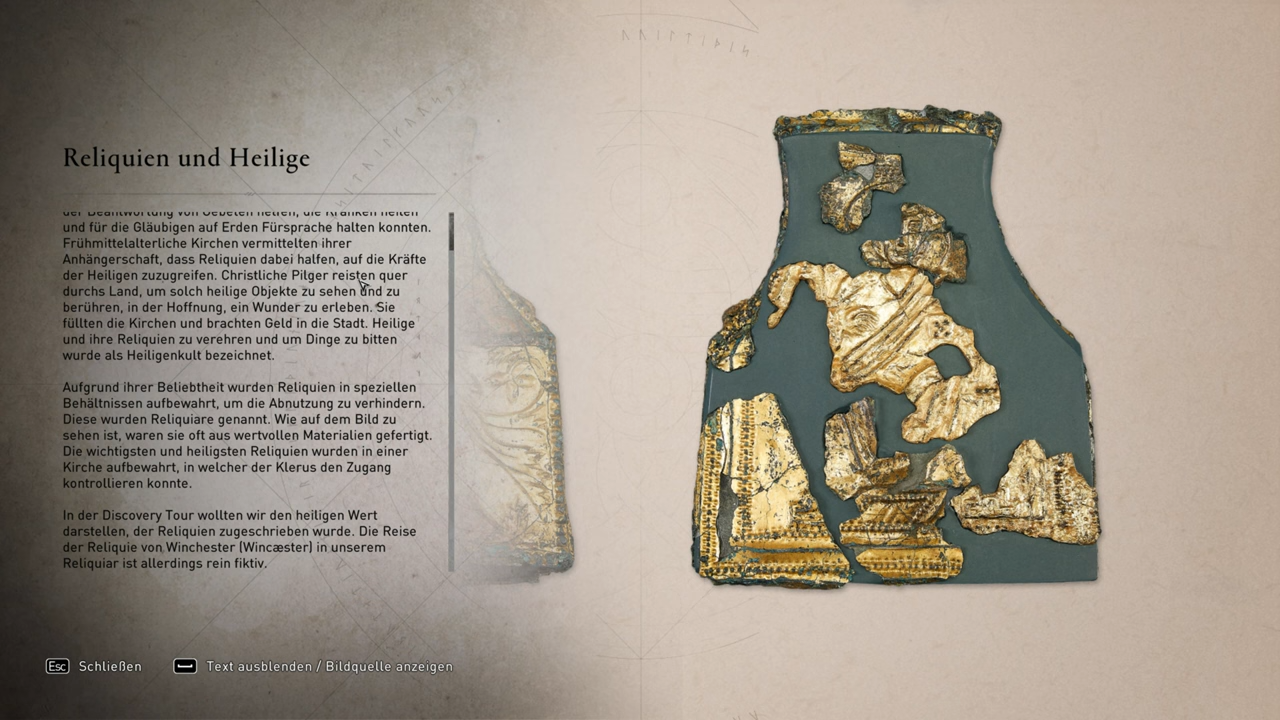 Reliquien und Heilige
der Beantwortung von Gebeten helfen, die Kranken heilen
und für die Gläubigen auf Erden Fürsprache halten konnten.
Frühmittelalterliche Kirchen vermittelten ihrer
Anhängerschaft, dass Reliquien dabei halfen, auf die Kräfte
der Heiligen zuzugreifen. Christliche Pilger reisten quer
durchs Land, um solch heilige Objekte zu sehen und zu
berühren, in der Hoffnung, ein Wunder zu erleben. Sie
füllten die Kirchen und brachten Geld in die Stadt. Heilige
und ihre Reliquien zu verehren und um Dinge zu bitten
wurde als Heiligenkult bezeichnet.
Aufgrund ihrer Beliebtheit wurden Reliquien in speziellen
Behältnissen aufbewahrt, um die Abnutzung zu verhindern.
Diese wurden Reliquiare genannt. Wie auf dem Bild zu
sehen ist, waren sie oft aus wertvollen Materialien gefertigt.
Die wichtigsten und heiligsten Reliquien wurden in einer
Kirche aufbewahrt, in welcher der Klerus den Zugang
kontrollieren konnte.
In der Discovery Tour wollten wir den heiligen Wert
darstellen, der Reliquien zugeschrieben wurde. Die Reise
der Reliquie von Winchester (Wincæster) in unserem
Reliquiar ist allerdings rein fiktiv.
Esc Schließen
Text ausblenden / Bildquelle anzeigen